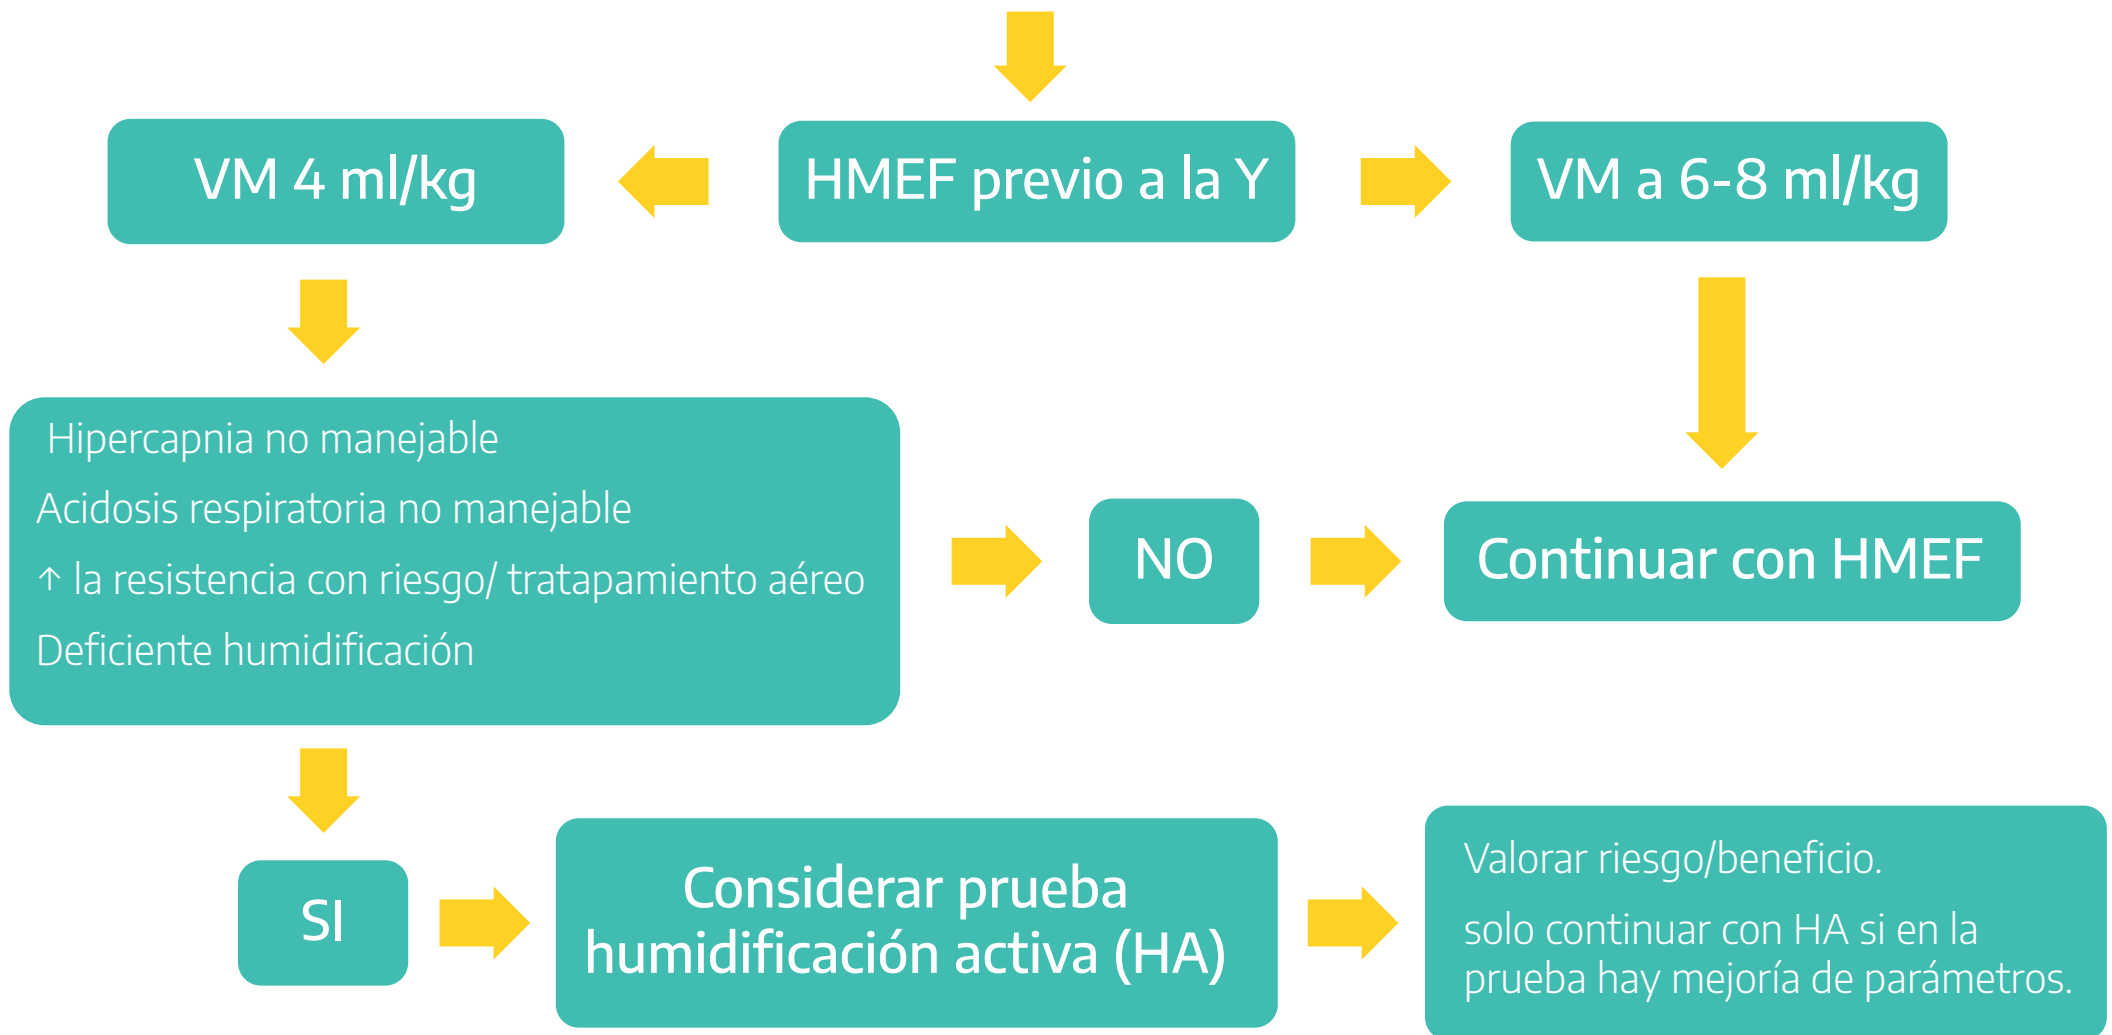 VM 4 ml/kg
HMEF previo a la Y
VM a 6-8 ml/kg
Hipercapnia no manejable
Acidosis respiratoria no manejable
↑ la resistencia con riesgo/ tratapamiento aéreo
Deficiente humidificación
NO
Continuar con HMEF
SI
Considerar prueba
humidificación activa (HA)
Valorar riesgo/beneficio.
solo continuar con HA si en la
prueba hay mejoría de parámetros.